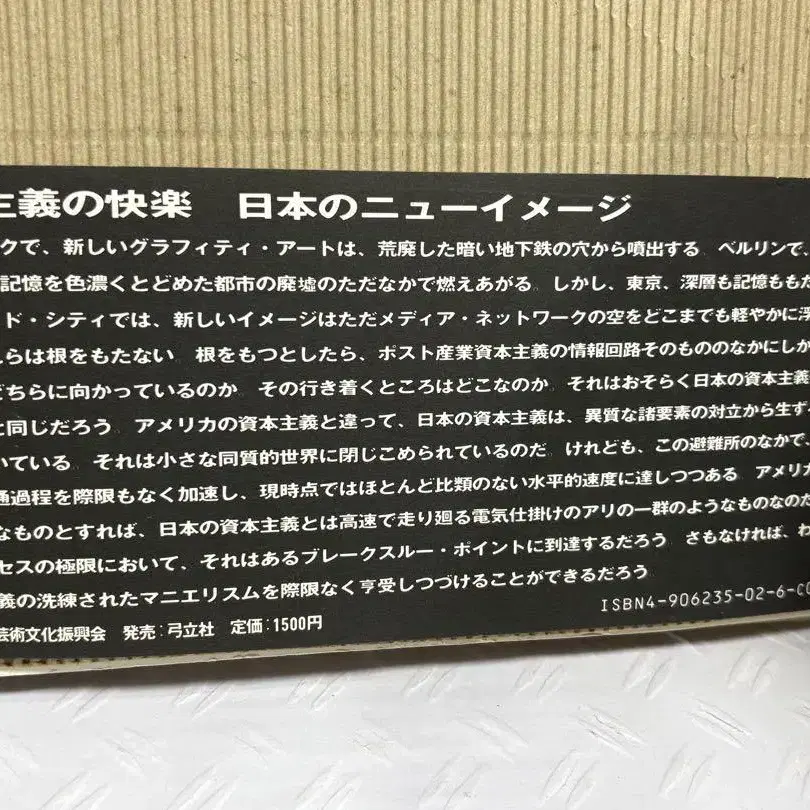 主義の快楽 日本のニューイメージ
クで、新しいグラフィティ・アートは、荒廃した暗い地下鉄の穴から噴出する。ベルリンで、
記憶を色濃くとどめた都市の廃墟のただなかで燃えあがる。しかし、東京、深層も記憶ももた
ド・シティでは、新しいイメージはただメディア・ネットワークの空をどこまでも軽やかに浮
らは根をもたない 根をもつとしたら、ポスト産業資本主義の情報回路そのもののなかにしか
どちらに向かっているのか その行き着くところはどこなのか それはおそらく日本の資本主義
と同じだろう アメリカの資本主義と違って、日本の資本主義は、異質な諸要素の対立から生ず
いている それは小さな同質的世界に閉じこめられているのだ けれども、この避難所のなかで、
通過程を際限もなく加速し、現時点ではほとんど比類のない水平的速度に達しつつある アメリカ
なものとすれば、日本の資本主義とは高速で走り廻る電気仕掛けのアリの一群のようなものなのだ
セスの極限において、それはあるブレークスルー・ポイントに到達するだろう さもなければ、わ
義の洗練されたマニエリスムを際限なく享受しつづけることができるだろう
芸術文化振興会 発売:弓立社 定価:1500円
ISBN4-906235-02-6-C0